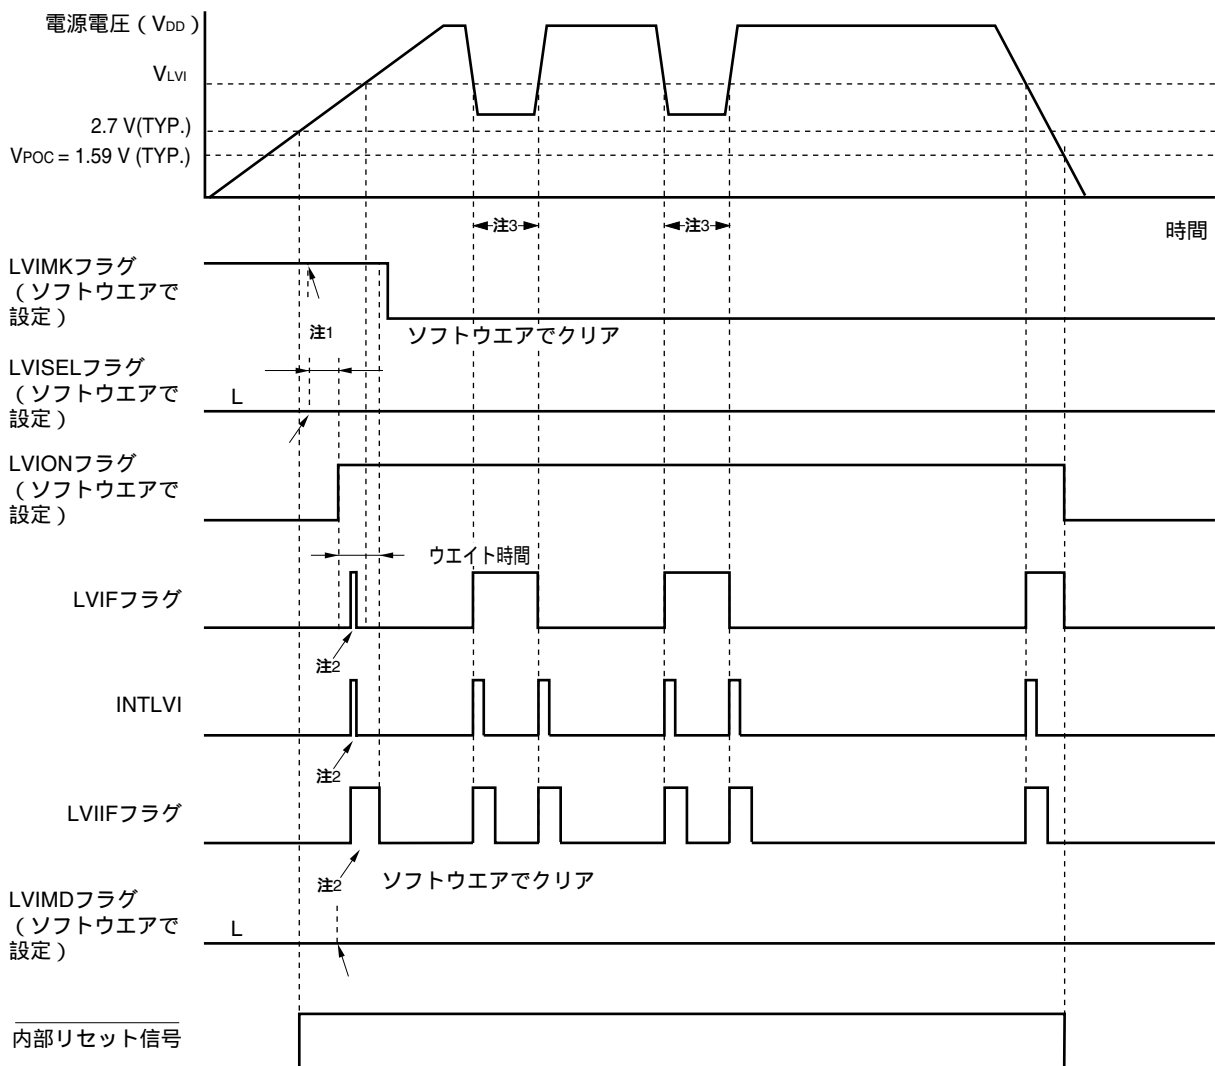 電源電圧（VDD）
VLVI
2.7 V(TYP.)
VPOC = 1.59 V (TYP.)
注3
注3
時間
LVIMKフラグ
（ソフトウエアで
設定）
注1
ソフトウエアでクリア
LVISELフラグ
（ソフトウエアで
設定）
L
LVIONフラグ
（ソフトウエアで
設定）
ウエイト時間
LVIFフラグ
注2
INTLVI
注2
LVIIFフラグ
注2
ソフトウエアでクリア
LVIMDフラグ
（ソフトウエアで
設定）
L
内部リセット信号